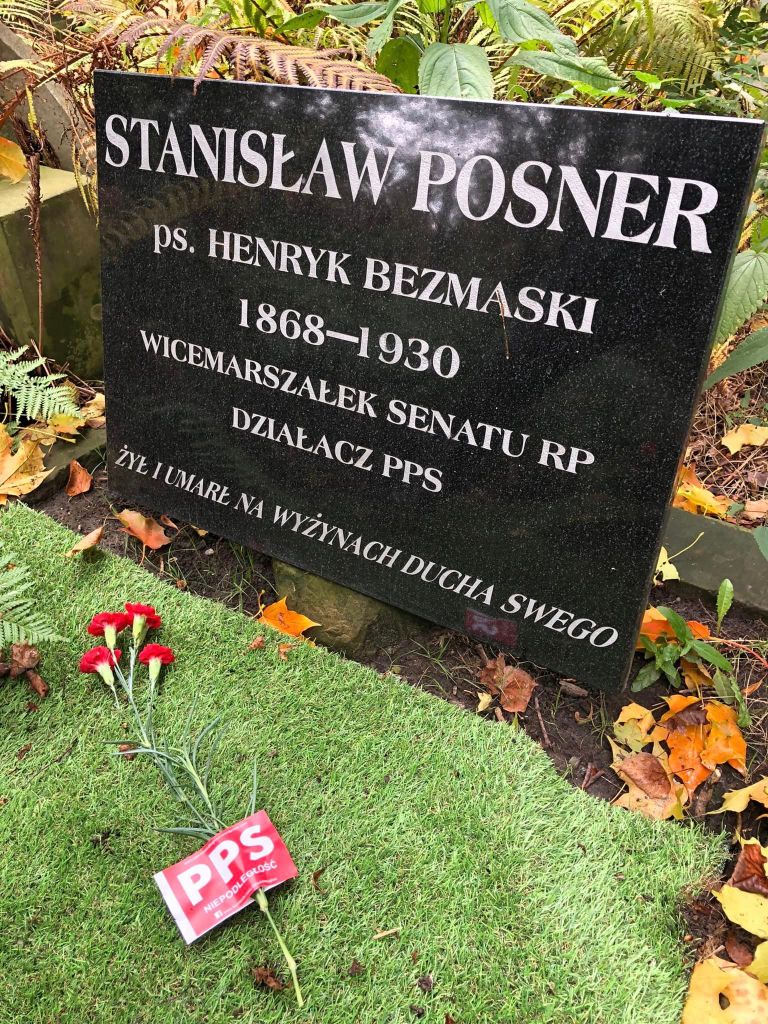 STANISŁAW POSNER
ps. HENRYK BEZMASKI
1868–1930
WICEMARSZAŁEK SENATU RP
DZIAŁACZ PPS
ŻYŁ I UMARŁ NA WYŻYNACH DUCHA SWEGO
PPS
NIEPODLEGŁOŚĆ